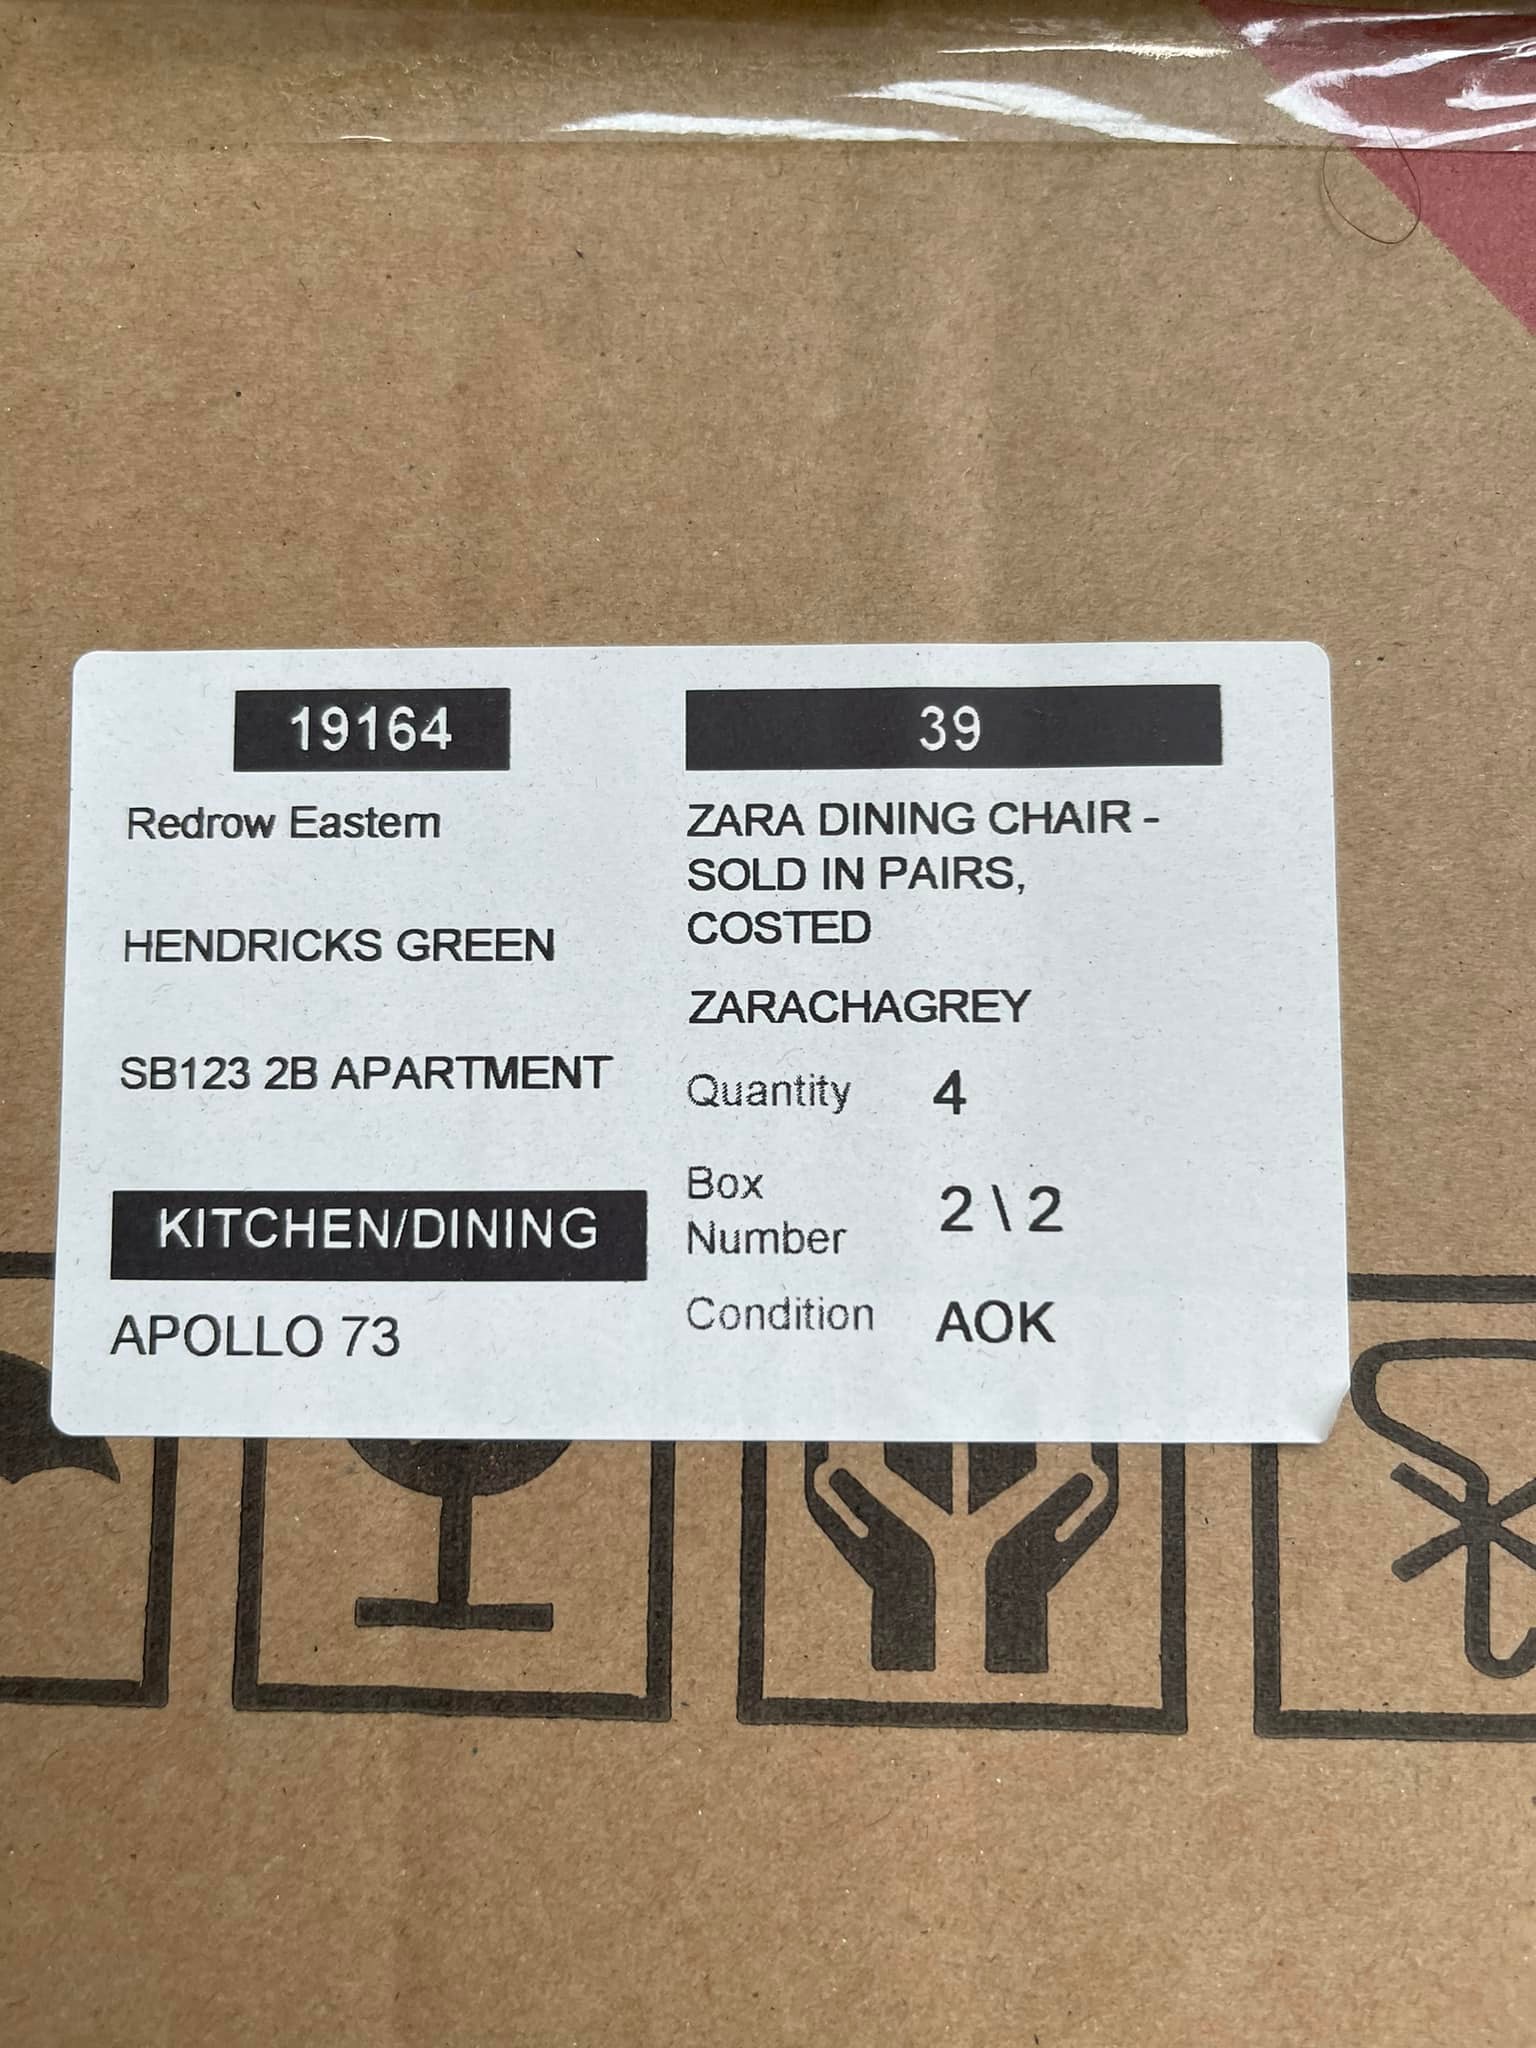 19164
Redrow Eastern
HENDRICKS GREEN
SB123 2B APARTMENT
KITCHEN/DINING
APOLLO 73
39
ZARA DINING CHAIR -
SOLD IN PAIRS,
COSTED
ZARACHAGREY
Quantity 4
Box
Number 2 \ 2
Condition AOK